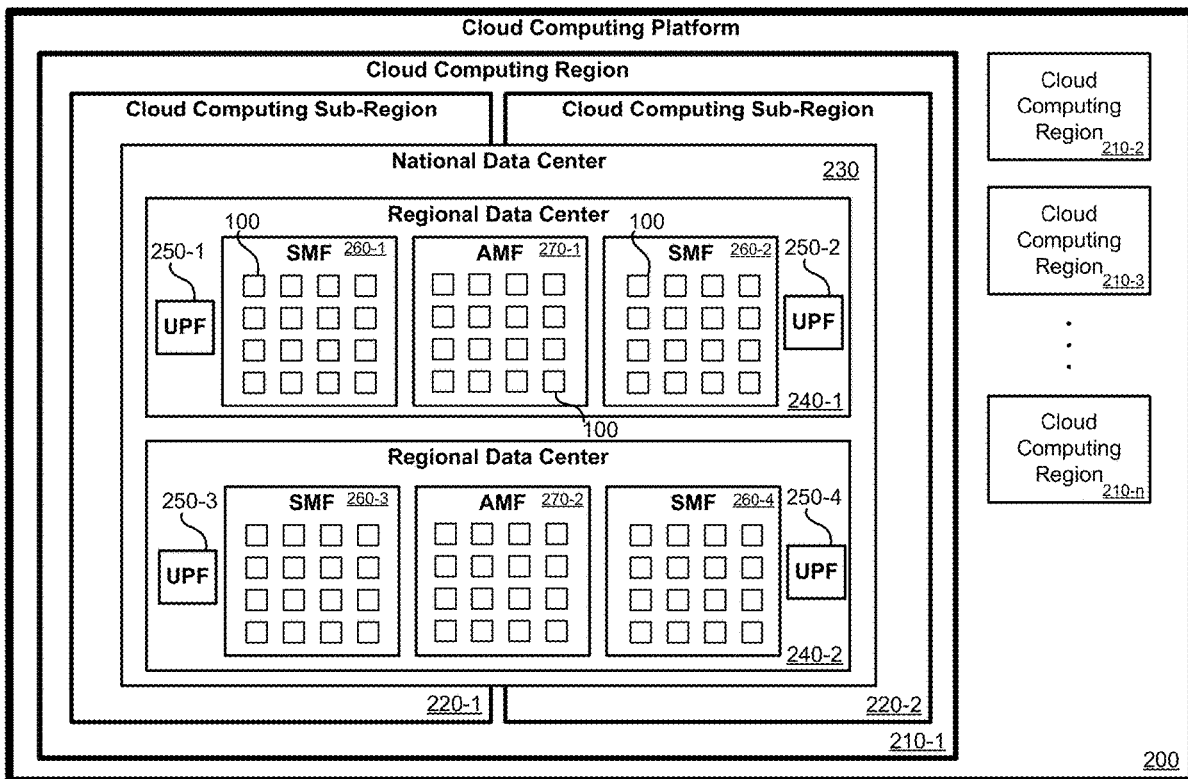 Cloud Computing Platform
Cloud Computing Region
Cloud Computing Sub-Region
Cloud Computing Sub-Region
National Data Center
230
Regional Data Center
100
100
250-1
250-2
SMF 260-1
AMF 270-1
SMF 260-2
UPF
UPF
240-1
100
Regional Data Center
250-3
250-4
SMF 260-3
AMF 270-2
SMF 260-4
UPF
UPF
240-2
220-1
220-2
210-1
Cloud
Computing
Region
210-2
Cloud
Computing
Region
210-3
Cloud
Computing
Region
210-n
200